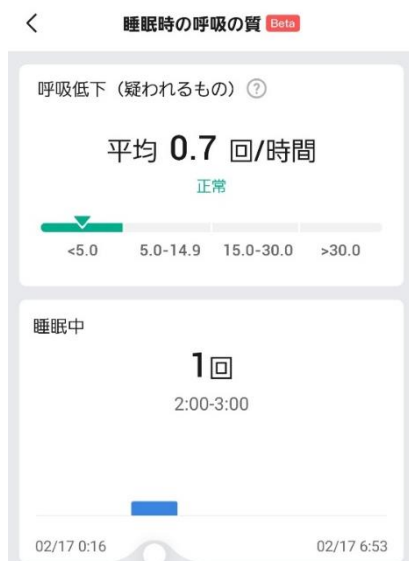 睡眠時の呼吸の質 Beta
呼吸低下（疑われるもの） ?
平均 0.7 回/時間
正常
<5.0 5.0-14.9 15.0-30.0 >30.0
睡眠中
1回
2:00-3:00
02/17 0:16 02/17 6:53